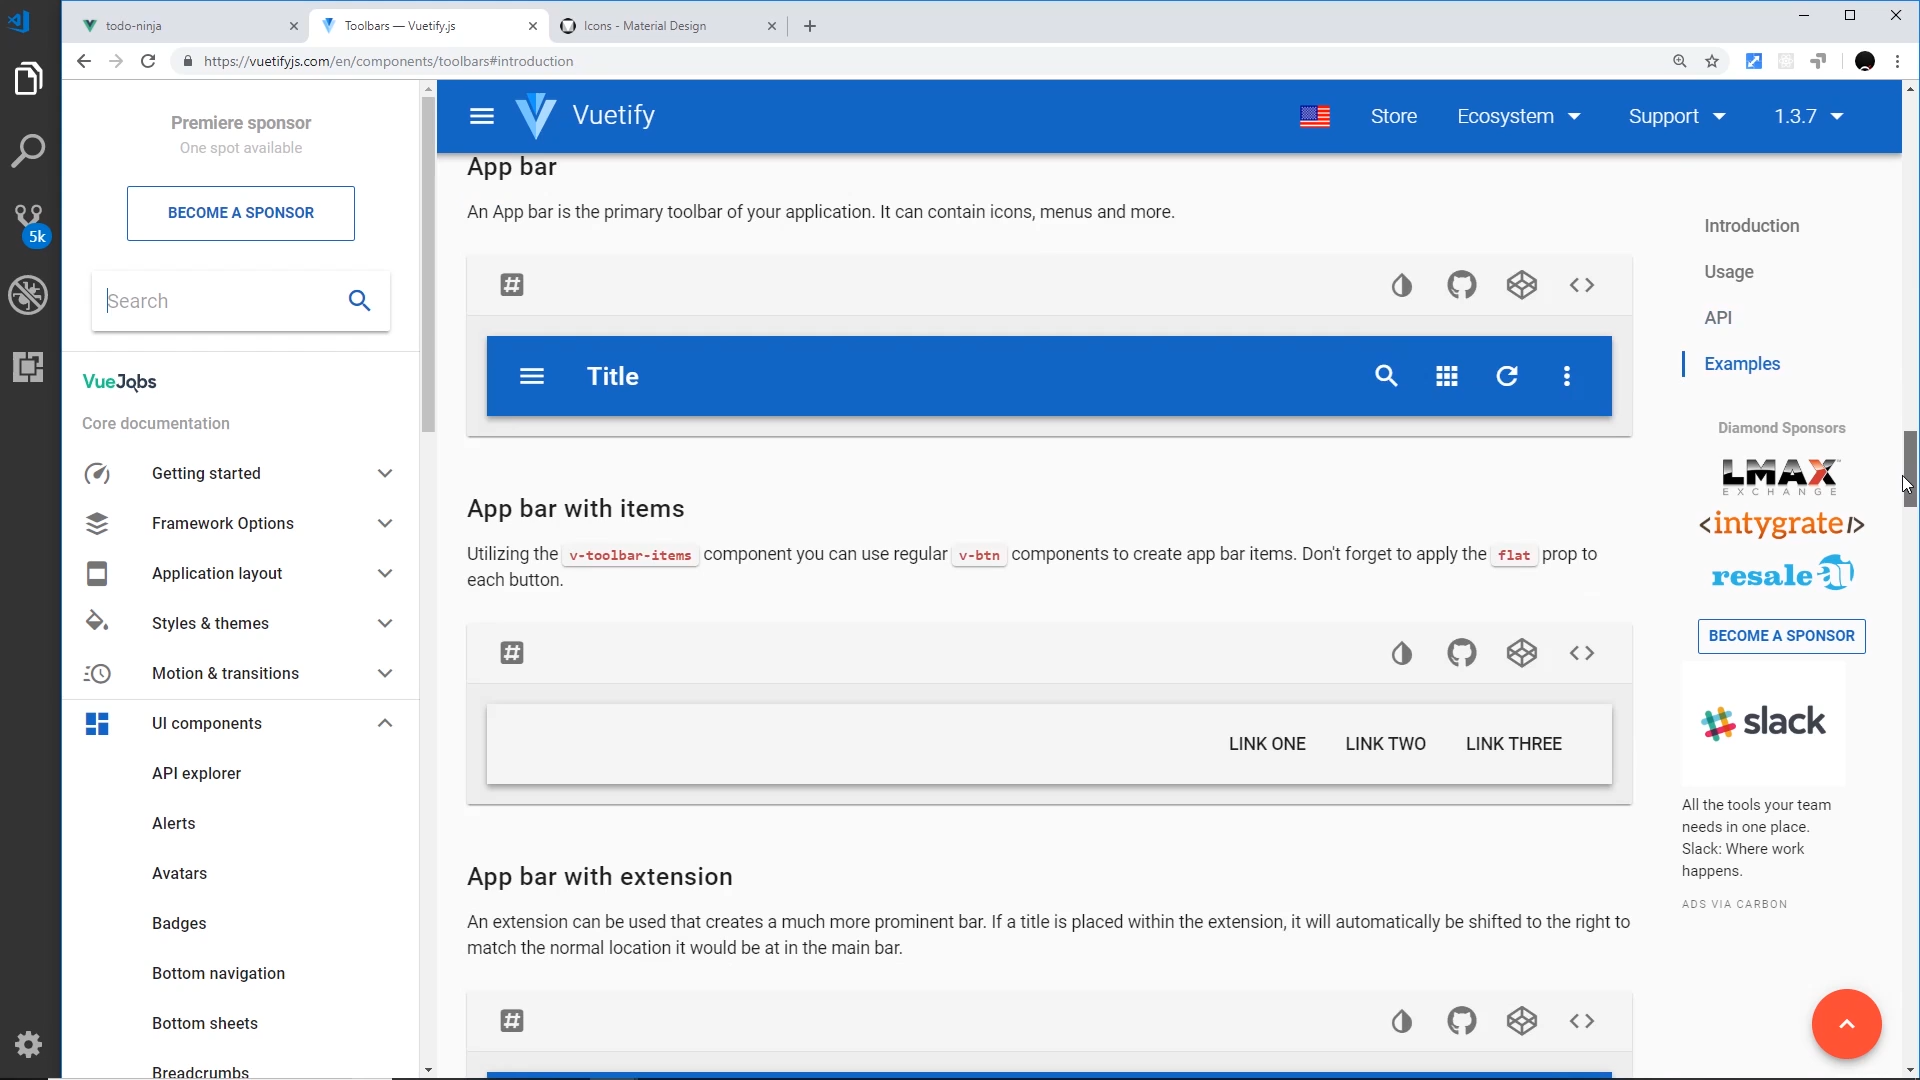 todo-ninja
Toolbars — Vuetify.js
Icons - Material Design
https://vuetifyjs.com/en/components/toolbars#introduction
5k
Premiere sponsor
One spot available
BECOME A SPONSOR
Search
VueJobs
Core documentation
Getting started
Framework Options
Application layout
Styles & themes
Motion & transitions
UI components
API explorer
Alerts
Avatars
Badges
Bottom navigation
Bottom sheets
Breadcrumbs
Vuetify
Store
Ecosystem
Support
1.3.7
App bar
An App bar is the primary toolbar of your application. It can contain icons, menus and more.
Title
App bar with items
Utilizing the v-toolbar-items component you can use regular v-btn components to create app bar items. Don't forget to apply the flat prop to
each button.
LINK ONE LINK TWO LINK THREE
App bar with extension
An extension can be used that creates a much more prominent bar. If a title is placed within the extension, it will automatically be shifted to the right to
match the normal location it would be at in the main bar.
Introduction
Usage
API
Examples
Diamond Sponsors
LMAX
EXCHANGE
<intygrate/>
resale ai
BECOME A SPONSOR
slack
All the tools your team
needs in one place.
Slack: Where work
happens.
ADS VIA CARBON